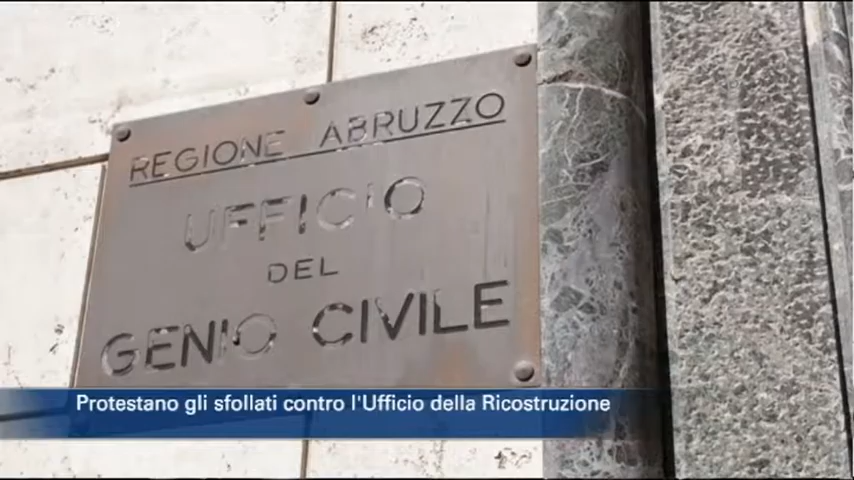 REGIONE ABRUZZO
UFFICIO
DEL
GENIO CIVILE
Protestano gli sfollati contro l'Ufficio della Ricostruzione